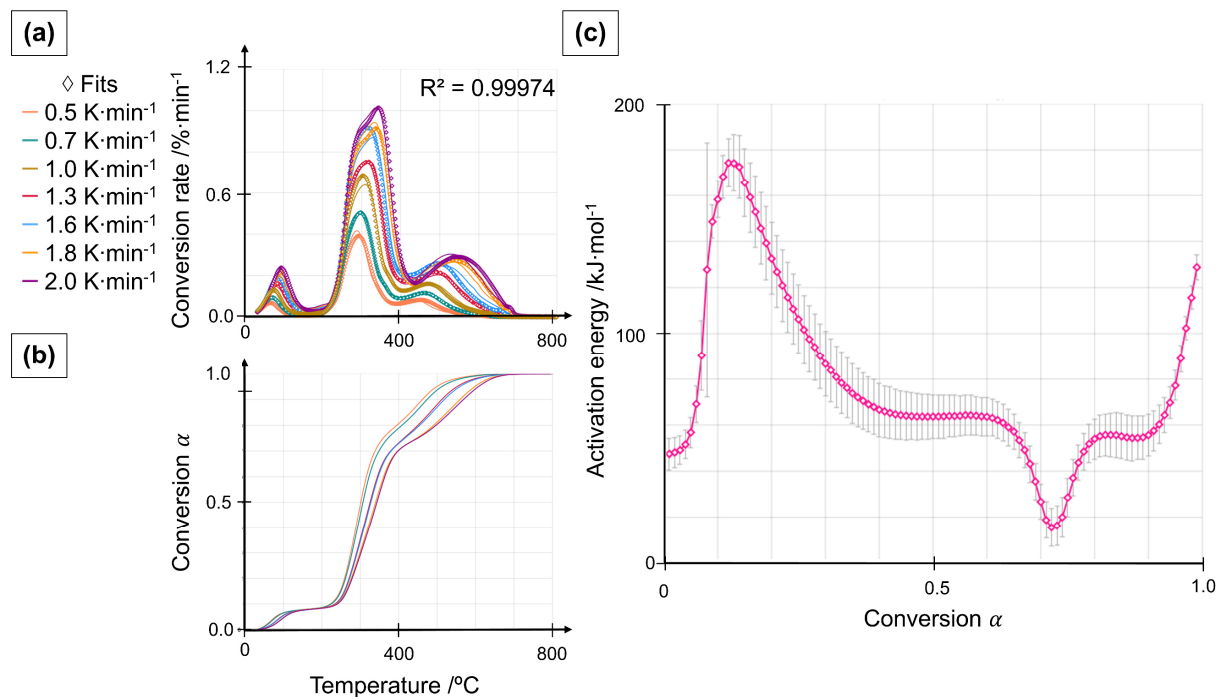 (a)
◊ Fits
0.5 K·min-1
0.7 K·min-1
1.0 K·min-1
1.3 K·min-1
1.6 K·min-1
1.8 K·min-1
2.0 K·min-1
Conversion rate /%·min-1
1.2
0.6
0.0
R² = 0.99974
0
400
800
(b)
Conversion α
1.0
0.5
0.0
0
400
800
Temperature /ºC
(c)
Activation energy /kJ·mol-1
200
100
0
0
0.5
1.0
Conversion α